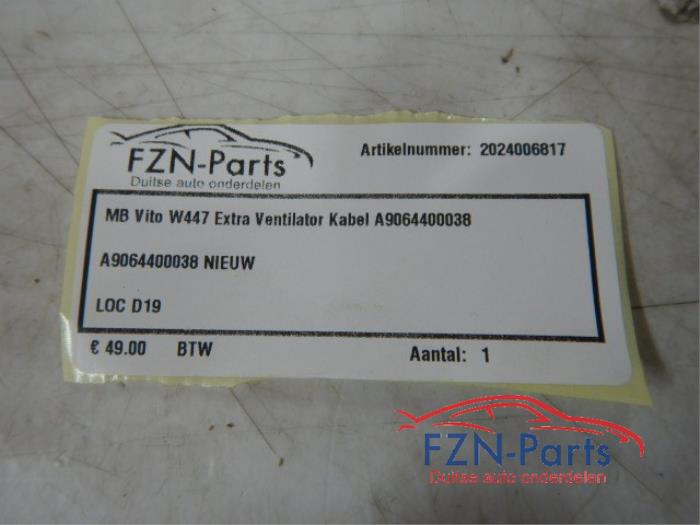 FZN-Parts
Duitse auto onderdelen
Artikelnummer: 2024006817
MB Vito W447 Extra Ventilator Kabel A9064400038
A9064400038 NIEUW
LOC D19
€ 49.00 BTW Aantal: 1
FZN-Parts
Duitse auto onderdelen